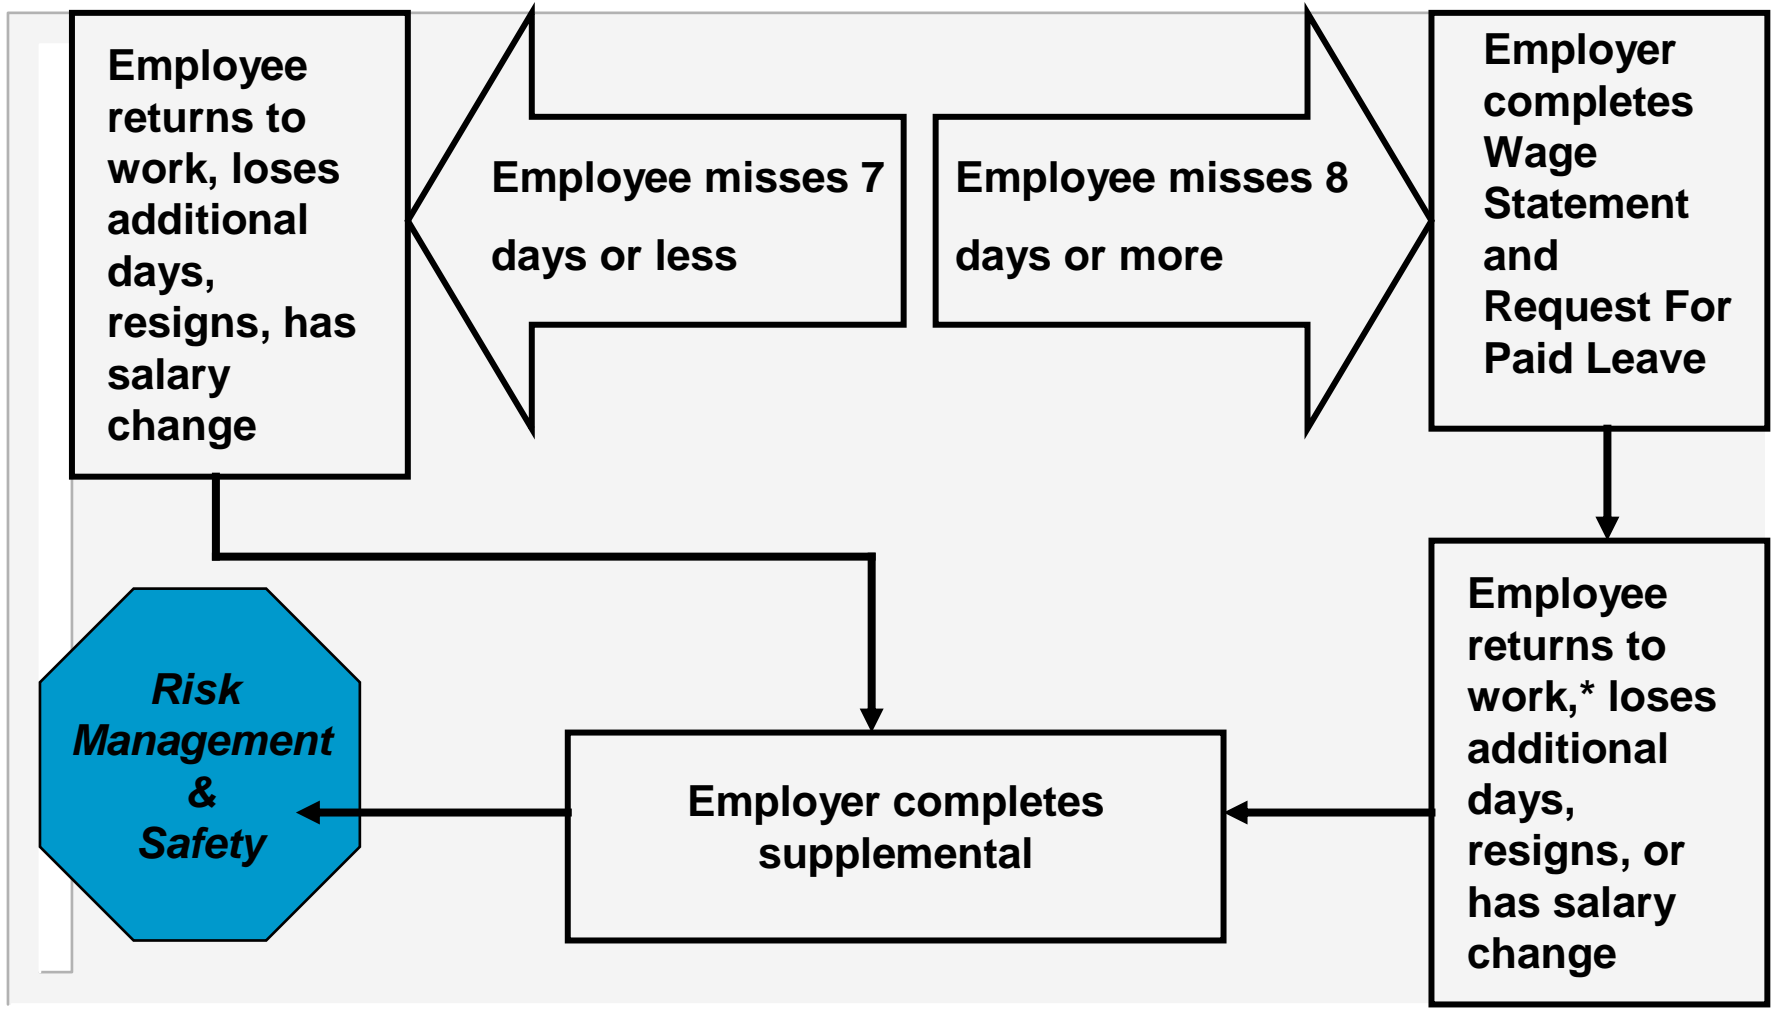 Employee
returns to
work, loses
additional
days,
resigns, has
salary
change
Employee misses 7
days or less
Employee misses 8
days or more
Employer
completes
Wage
Statement
and
Request For
Paid Leave
Employee
returns to
work,* loses
additional
days,
resigns, or
has salary
change
Employer completes
supplemental
Risk
Management
&
Safety